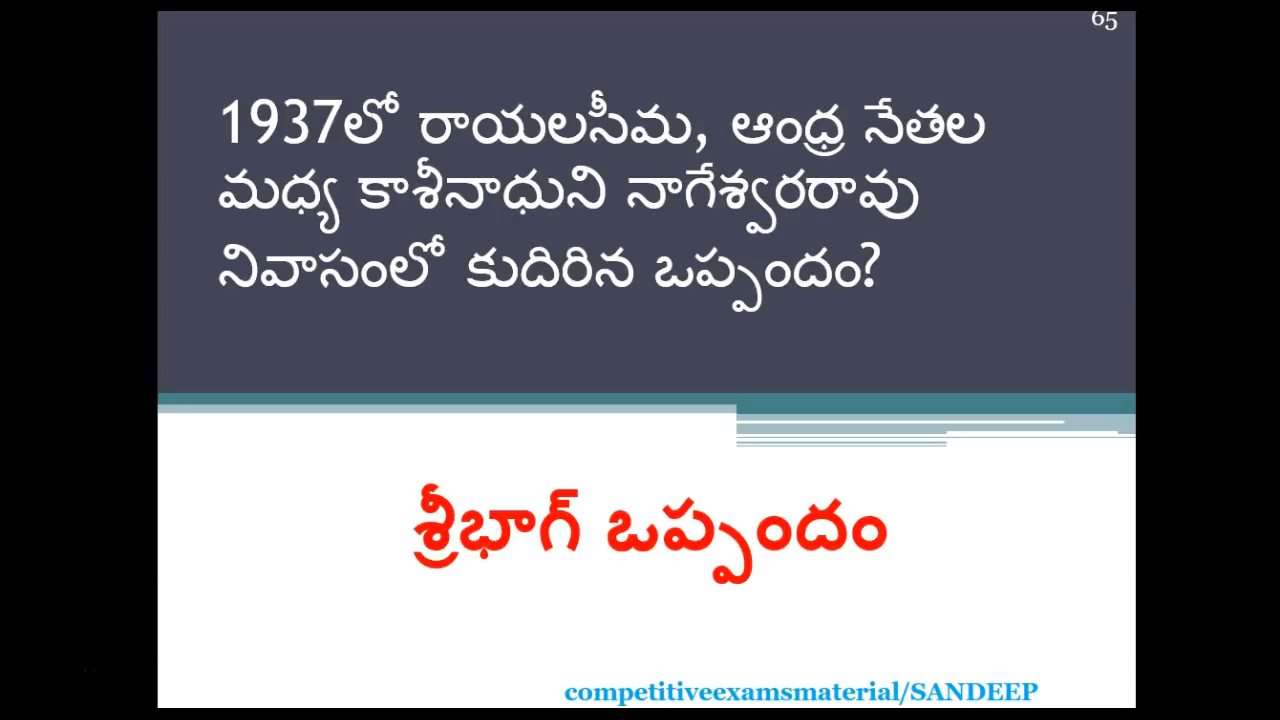 65
1937లో రాయలసీమ, ఆంధ్ర నేతల
మధ్య కాశీనాధుని నాగేశ్వరరావు
నివాసంలో కుదిరిన ఒప్పందం?
శ్రీభాగ్ ఒప్పందం
competitiveexamsmaterial/SANDEEP